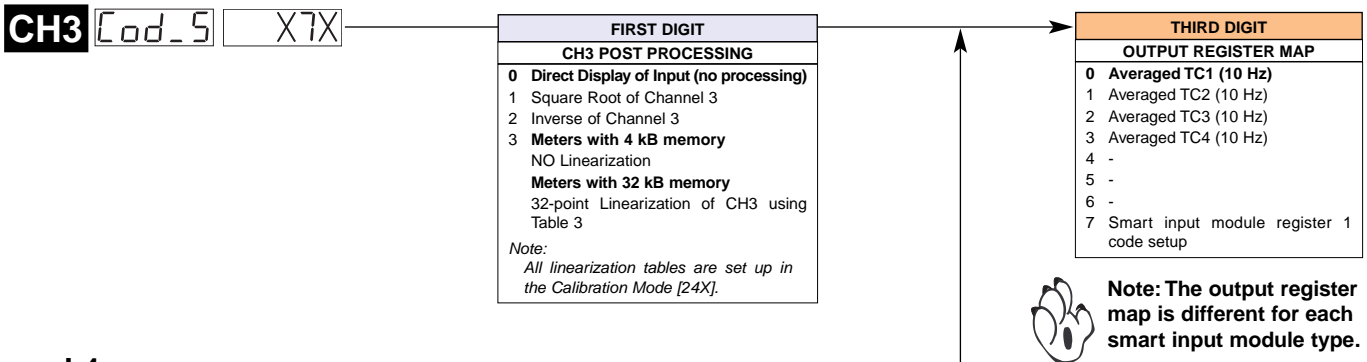 CH3 Cod_5 X7X
FIRST DIGIT
CH3 POST PROCESSING
0 Direct Display of Input (no processing)
1 Square Root of Channel 3
2 Inverse of Channel 3
3 Meters with 4 kB memory
NO Linearization
Meters with 32 kB memory
32-point Linearization of CH3 using
Table 3
Note:
All linearization tables are set up in
the Calibration Mode [24X].
THIRD DIGIT
OUTPUT REGISTER MAP
0 Averaged TC1 (10 Hz)
1 Averaged TC2 (10 Hz)
2 Averaged TC3 (10 Hz)
3 Averaged TC4 (10 Hz)
4 -
5 -
6 -
7 Smart input module register 1
code setup
Note: The output register
map is different for each
smart input module type.